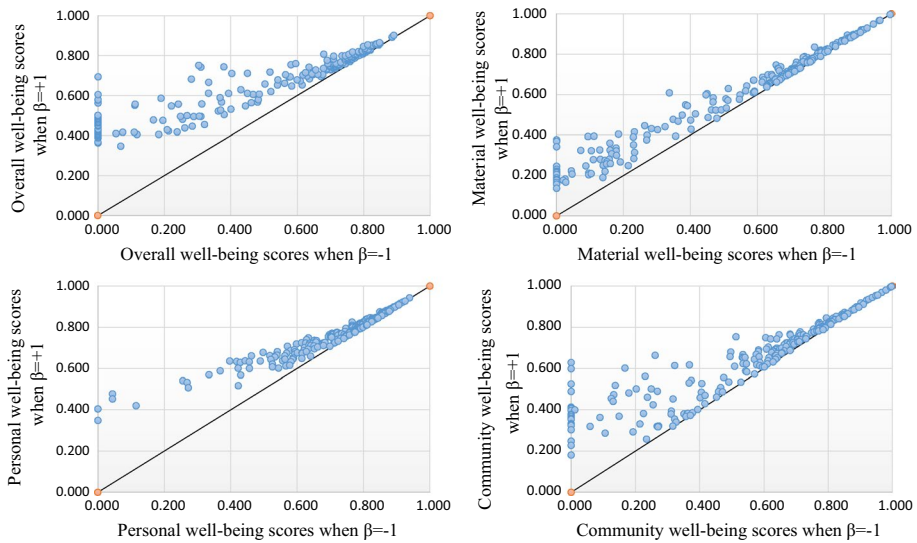 Overall well-being scores
when β=+1
1.000
0.800
0.600
0.400
0.200
0.000
0.000 0.200 0.400 0.600 0.800 1.000
Overall well-being scores when β=-1
Material well-being scores
when β=+1
1.000
0.800
0.600
0.400
0.200
0.000
0.000 0.200 0.400 0.600 0.800 1.000
Material well-being scores when β=-1
Personal well-being scores
when β=+1
1.000
0.800
0.600
0.400
0.200
0.000
0.000 0.200 0.400 0.600 0.800 1.000
Personal well-being scores when β=-1
Community well-being scores
when β=+1
1.000
0.800
0.600
0.400
0.200
0.000
0.000 0.200 0.400 0.600 0.800 1.000
Community well-being scores when β=-1